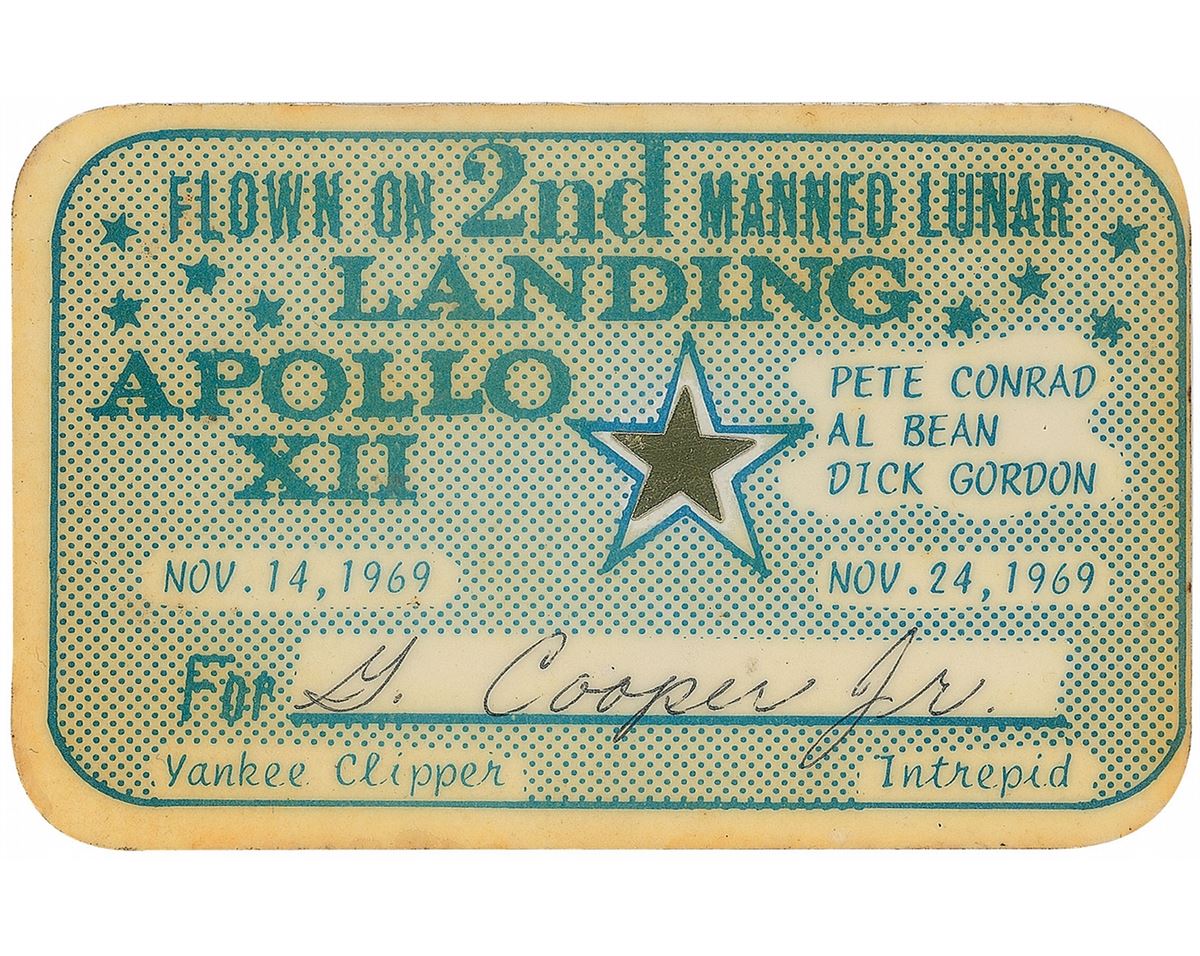 FLOWN ON 2nd MANNED LUNAR
LANDING
APOLLO
XII
PETE CONRAD
AL BEAN
DICK GORDON
NOV. 14, 1969
NOV. 24, 1969
For G. Cooper Jr.
Yankee Clipper
Intrepid